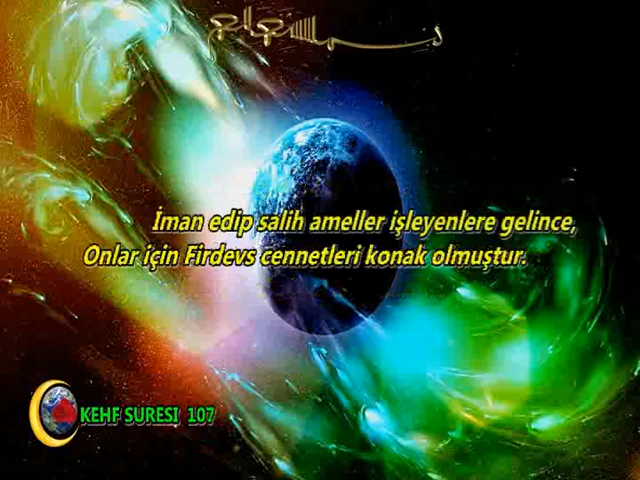 İman edip salih ameller işleyenlere gelince,
Onlar için Firdevs cennetleri konak olmuştur.
KEHF SURESI 107